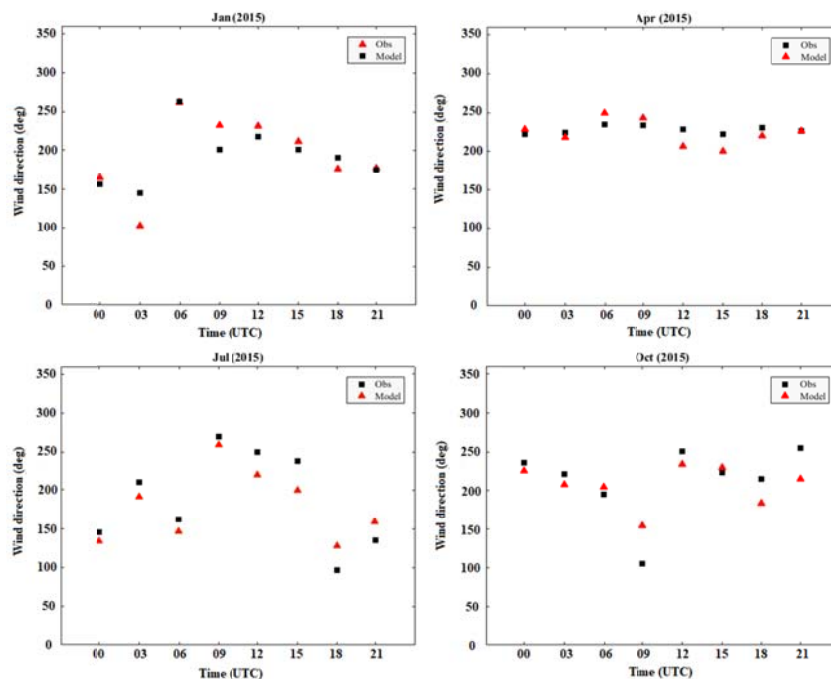 Jan (2015)
350
300
250
200
150
100
50
0
Wind direction (deg)
Obs
Model
00 03 06 09 12 15 18 21
Time (UTC)
Apr (2015)
350
300
250
200
150
100
50
0
Wind direction (deg)
Obs
Model
00 03 06 09 12 15 18 21
Time (UTC)
Jul (2015)
350
300
250
200
150
100
50
0
Wind direction (deg)
Obs
Model
00 03 06 09 12 15 18 21
Time (UTC)
Oct (2015)
350
300
250
200
150
100
50
0
Wind direction (deg)
Obs
Model
00 03 06 09 12 15 18 21
Time (UTC)